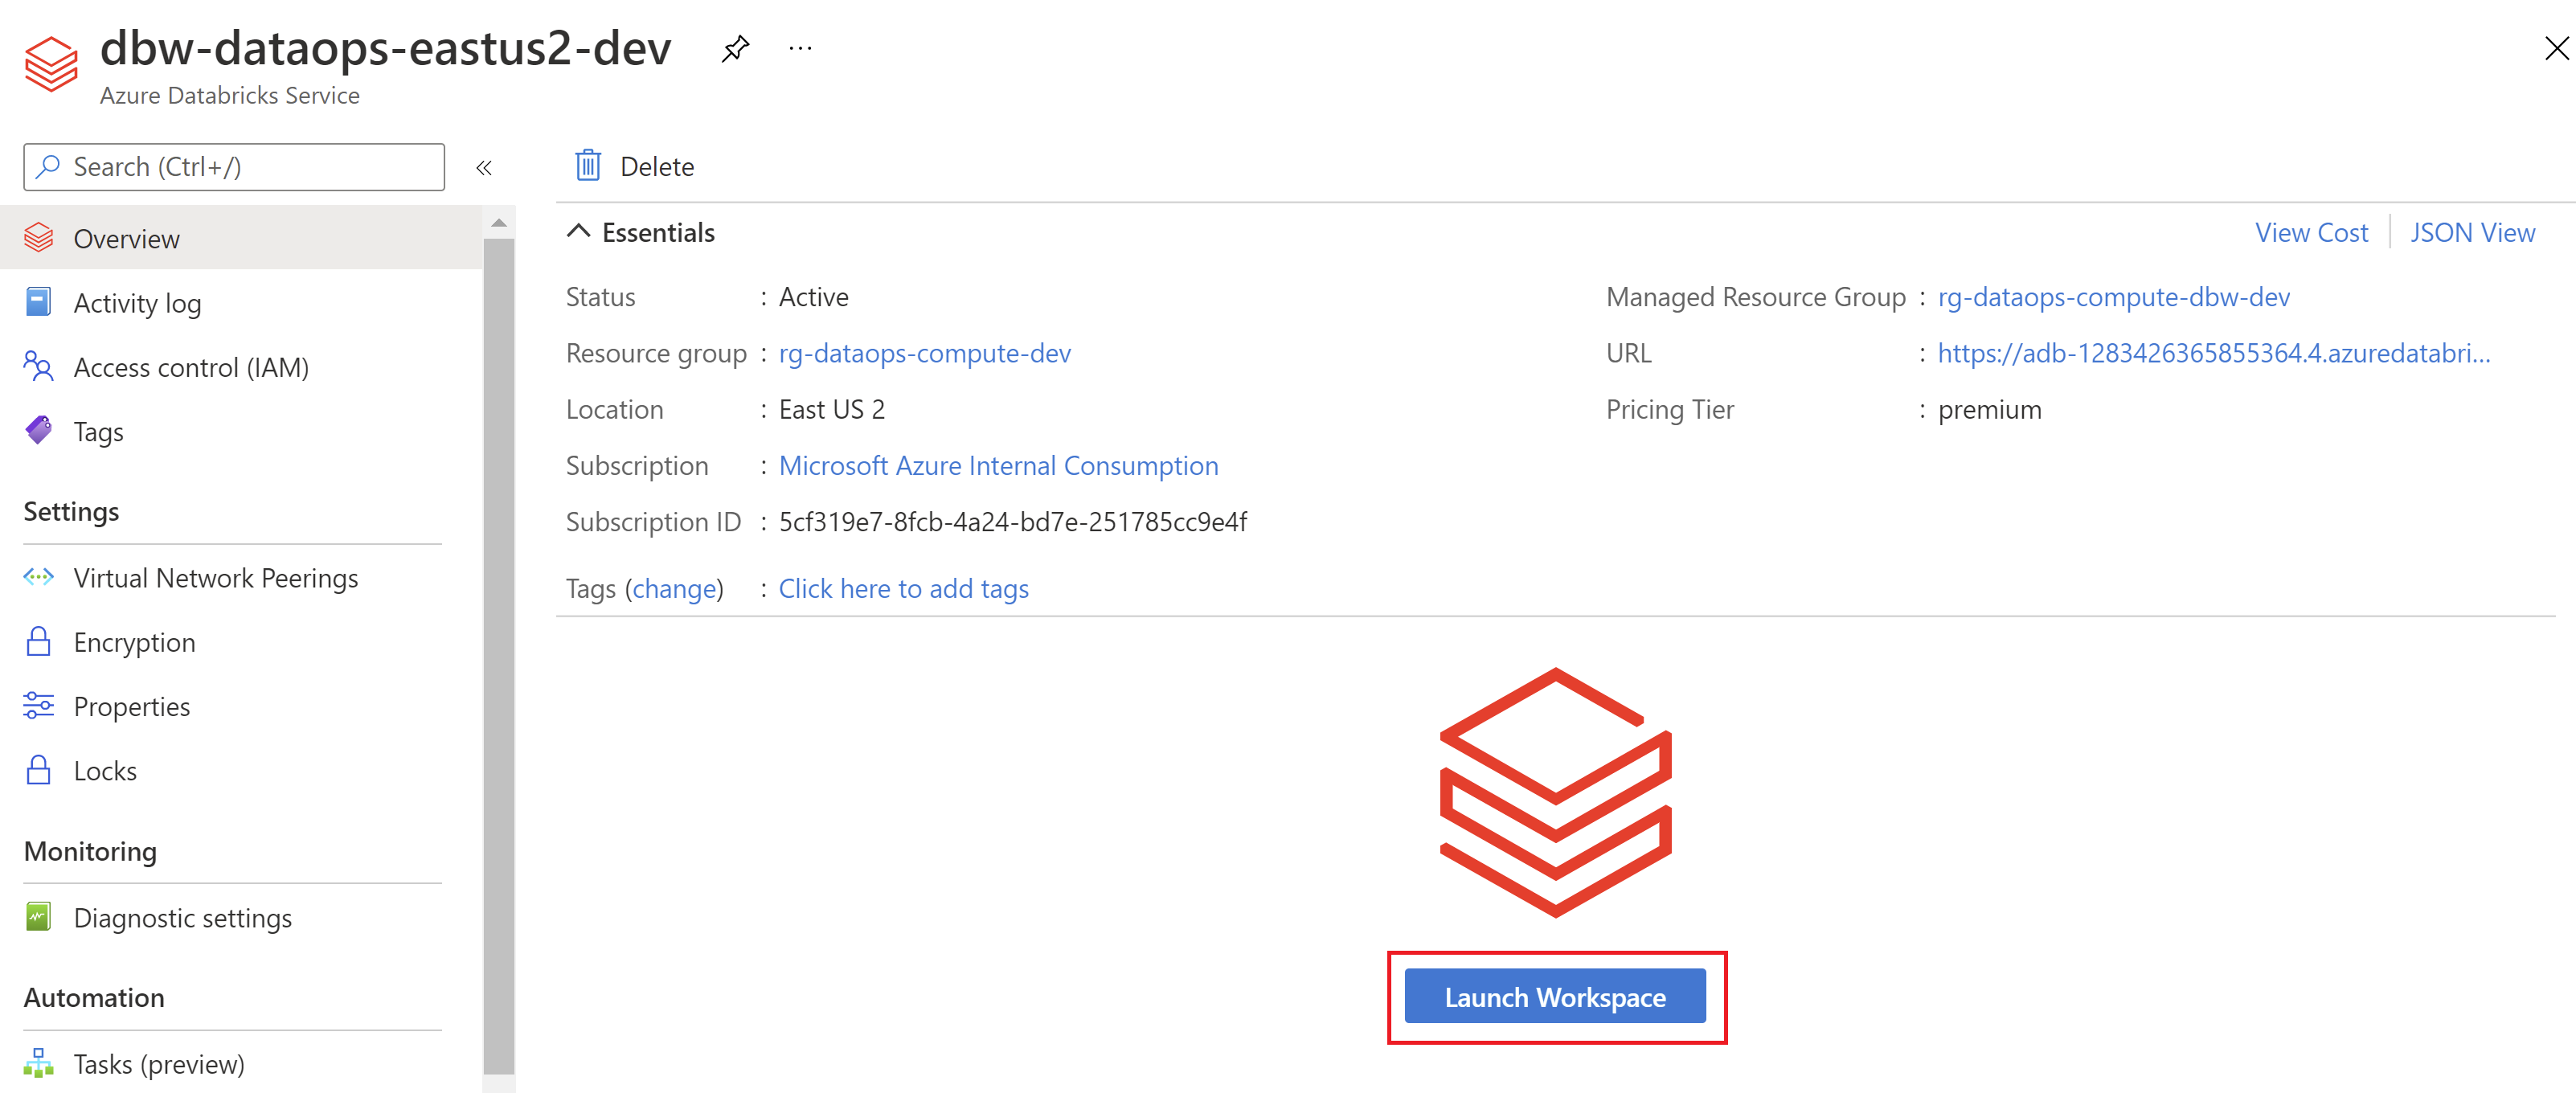 dbw-dataops-eastus2-dev
Azure Databricks Service
Search (Ctrl+/)
Overview
Activity log
Access control (IAM)
Tags
Settings
Virtual Network Peerings
Encryption
Properties
Locks
Monitoring
Diagnostic settings
Automation
Tasks (preview)
Delete
Essentials
View Cost
JSON View
Status : Active
Resource group : rg-dataops-compute-dev
Location : East US 2
Subscription : Microsoft Azure Internal Consumption
Subscription ID : 5cf319e7-8fcb-4a24-bd7e-251785cc9e4f
Tags (change) : Click here to add tags
Managed Resource Group : rg-dataops-compute-dbw-dev
URL : https://adb-1283426365855364.4.azuredatabri...
Pricing Tier : premium
Launch Workspace